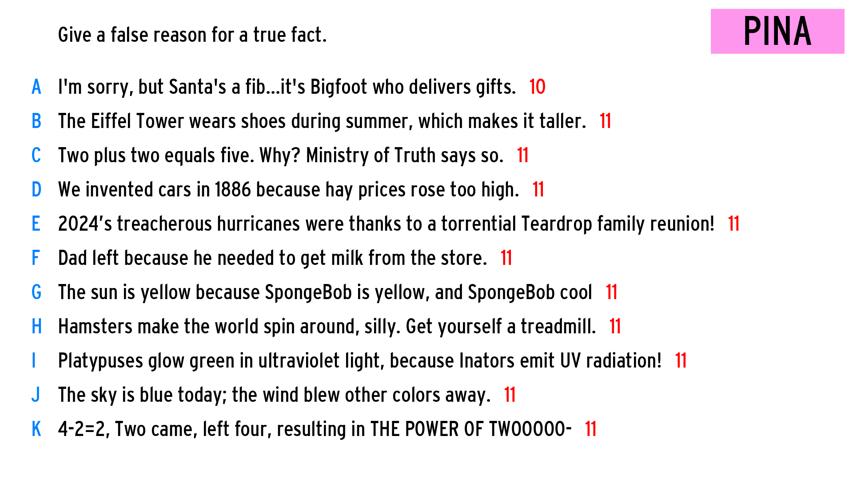 Give a false reason for a true fact.
PINA
A I'm sorry, but Santa's a fib...it's Bigfoot who delivers gifts. 10
B The Eiffel Tower wears shoes during summer, which makes it taller. 11
C Two plus two equals five. Why? Ministry of Truth says so. 11
D We invented cars in 1886 because hay prices rose too high. 11
E 2024’s treacherous hurricanes were thanks to a torrential Teardrop family reunion! 11
F Dad left because he needed to get milk from the store. 11
G The sun is yellow because SpongeBob is yellow, and SpongeBob cool 11
H Hamsters make the world spin around, silly. Get yourself a treadmill. 11
I Platypuses glow green in ultraviolet light, because Inators emit UV radiation! 11
J The sky is blue today; the wind blew other colors away. 11
K 4-2=2, Two came, left four, resulting in THE POWER OF TWOOOOO- 11